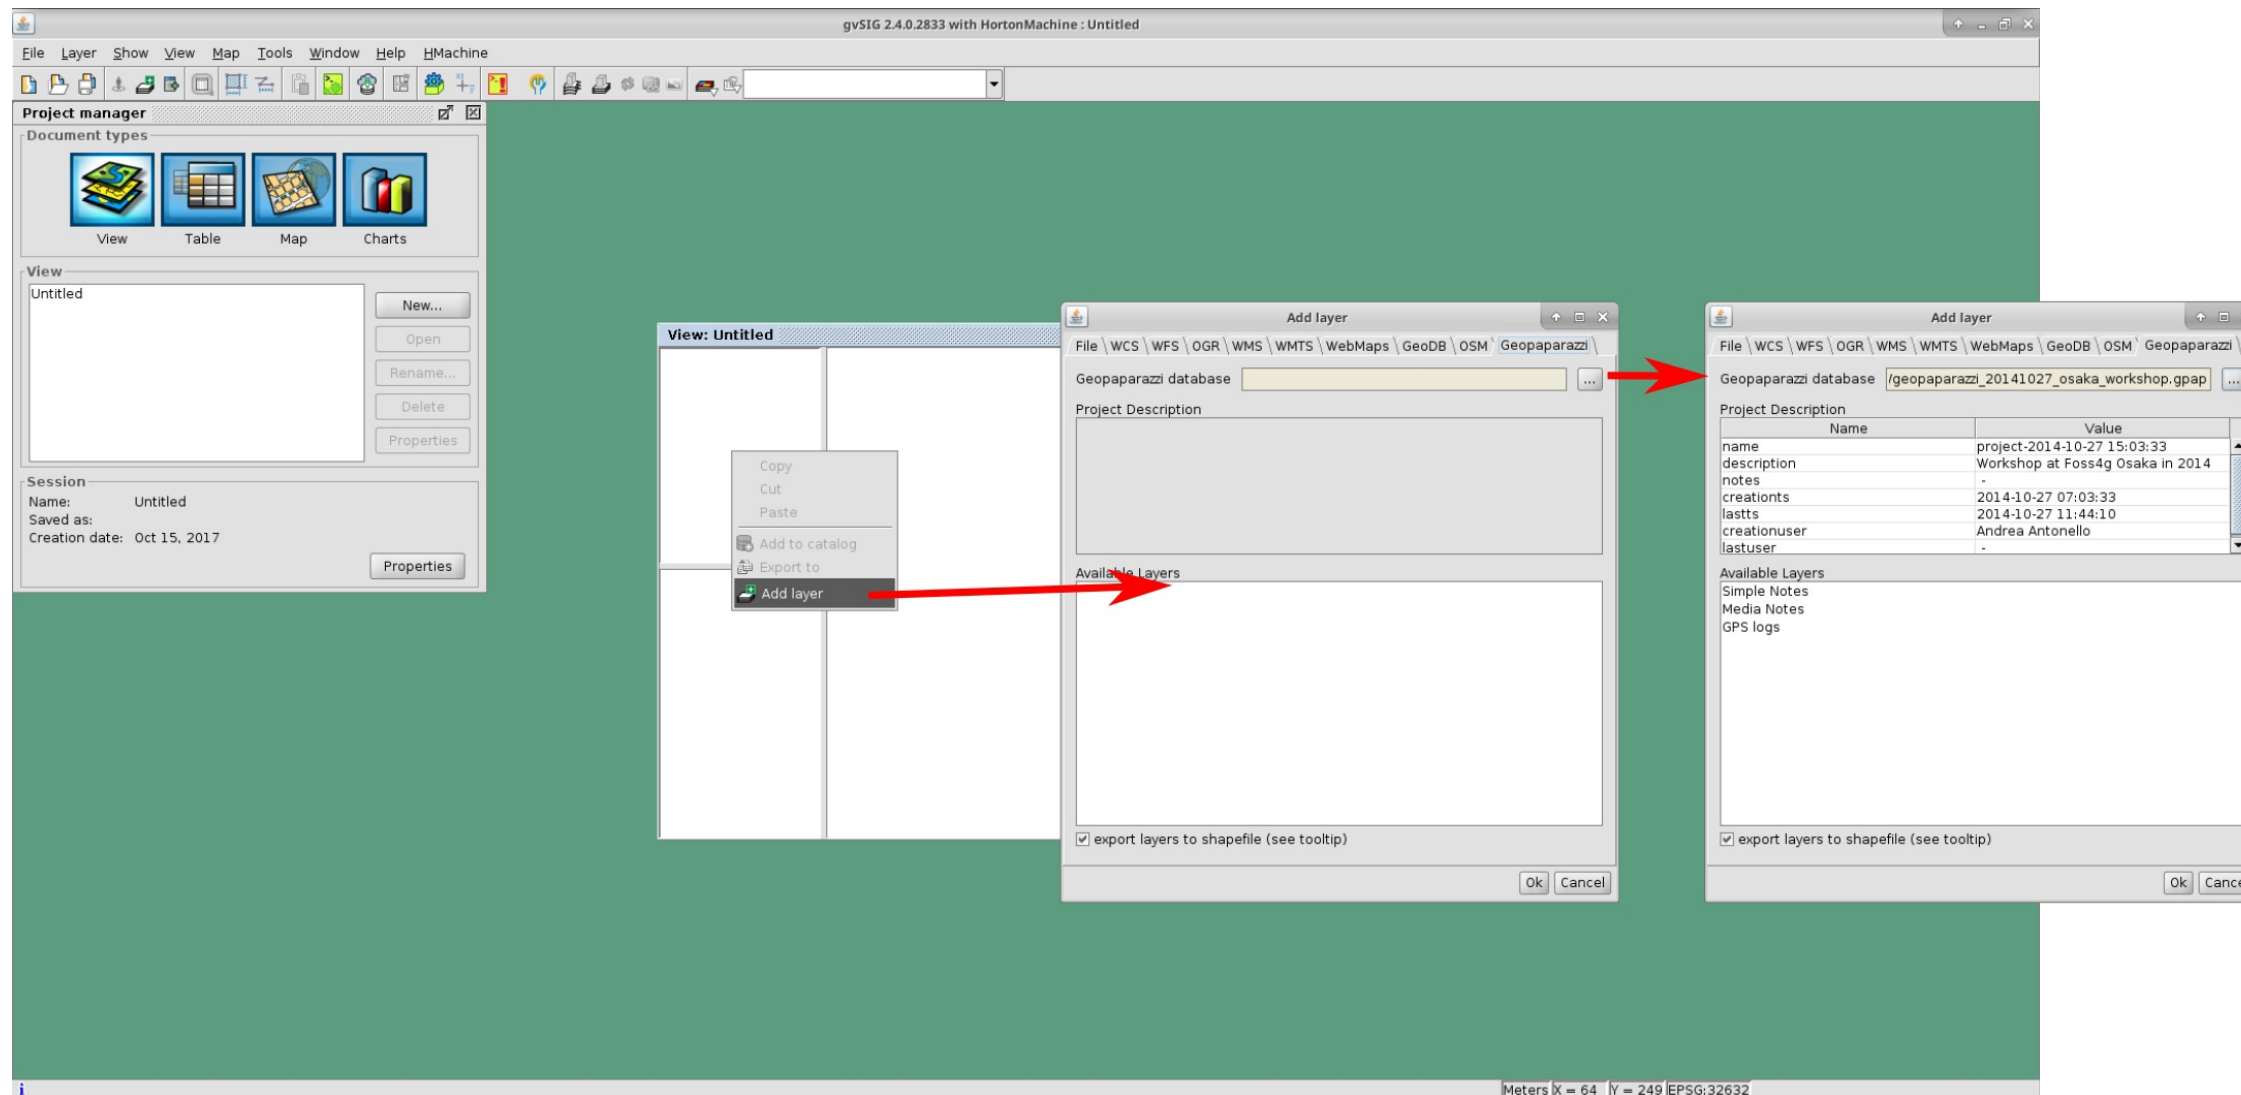 gvSIG 2.4.0.2833 with HortonMachine : Untitled
File Layer Show View Map Tools Window Help HMachine
Project manager
Document types
View Table Map Charts
View
Untitled
New...
Open
Rename...
Delete
Properties
Session
Name: Untitled
Saved as:
Creation date: Oct 15, 2017
Properties
View: Untitled
Copy
Cut
Paste
Add to catalog
Export to
Add layer
Add layer
File WCS WFS OGR WMS WMTS WebMaps GeoDB OSM Geopaparazzi
Geopaparazzi database ...
Project Description
Available Layers
export layers to shapefile (see tooltip)
Ok Cancel
Add layer
File WCS WFS OGR WMS WMTS WebMaps GeoDB OSM Geopaparazzi
Geopaparazzi database /geopaparazzi_20141027_osaka_workshop.gpap ...
Project Description
Name Value
name project-2014-10-27 15:03:33
description Workshop at Foss4g Osaka in 2014
notes -
creationts 2014-10-27 07:03:33
lastts 2014-10-27 11:44:10
creationuser Andrea Antonello
lastuser -
Available Layers
Simple Notes
Media Notes
GPS logs
export layers to shapefile (see tooltip)
Ok Cance
Meters X = 64 Y = 249 EPSG:32632